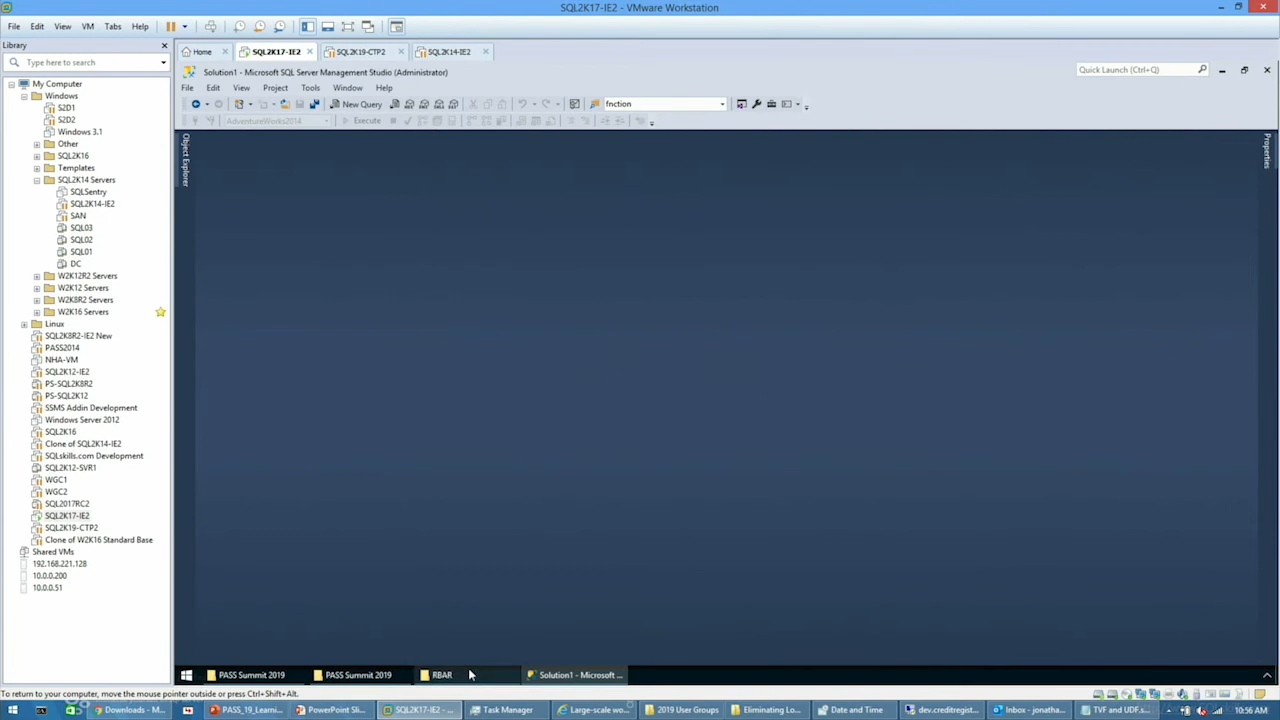 SQL2K17-IE2 - VMware Workstation
File Edit View VM Tabs Help
Library
Type here to search
My Computer
Windows
S2D1
S2D2
Windows 3.1
Other
SQL2K16
Templates
SQL2K14 Servers
SQLSentry
SQL2K14-IE2
SAN
SQL03
SQL02
SQL01
DC
W2K12R2 Servers
W2K12 Servers
W2K8R2 Servers
W2K16 Servers
Linux
SQL2K8R2-IE2 New
PASS2014
NHA-VM
SQL2K12-IE2
PS-SQL2K8R2
PS-SQL2K12
SSMS Addin Development
Windows Server 2012
SQL2K16
Clone of SQL2K14-IE2
SQLskills.com Development
SQL2K12-SVR1
WGC1
WGC2
SQL2017RC2
SQL2K17-IE2
SQL2K19-CTP2
Clone of W2K16 Standard Base
Shared VMs
192.168.221.128
10.0.0.200
10.0.0.51
Home SQL2K17-IE2 SQL2K19-CTP2 SQL2K14-IE2
Solution1 - Microsoft SQL Server Management Studio (Administrator)
Quick Launch (Ctrl+Q)
File Edit View Project Tools Window Help
New Query
fnction
AdventureWorks2014 Execute
Object Explorer
Properties
PASS Summit 2019 PASS Summit 2019 RBAR Solution1 - Microsoft ...
To return to your computer, move the mouse pointer outside or press Ctrl+Shift+Alt.
Downloads - M... PASS_19_Learni... PowerPoint Sli... SQL2K17-IE2 - ... Task Manager Large-scale wo... 2019 User Groups Eliminating Lo... Date and Time dev.creditregist... Inbox - jonatha... TVF and UDF.s... 10:56 AM